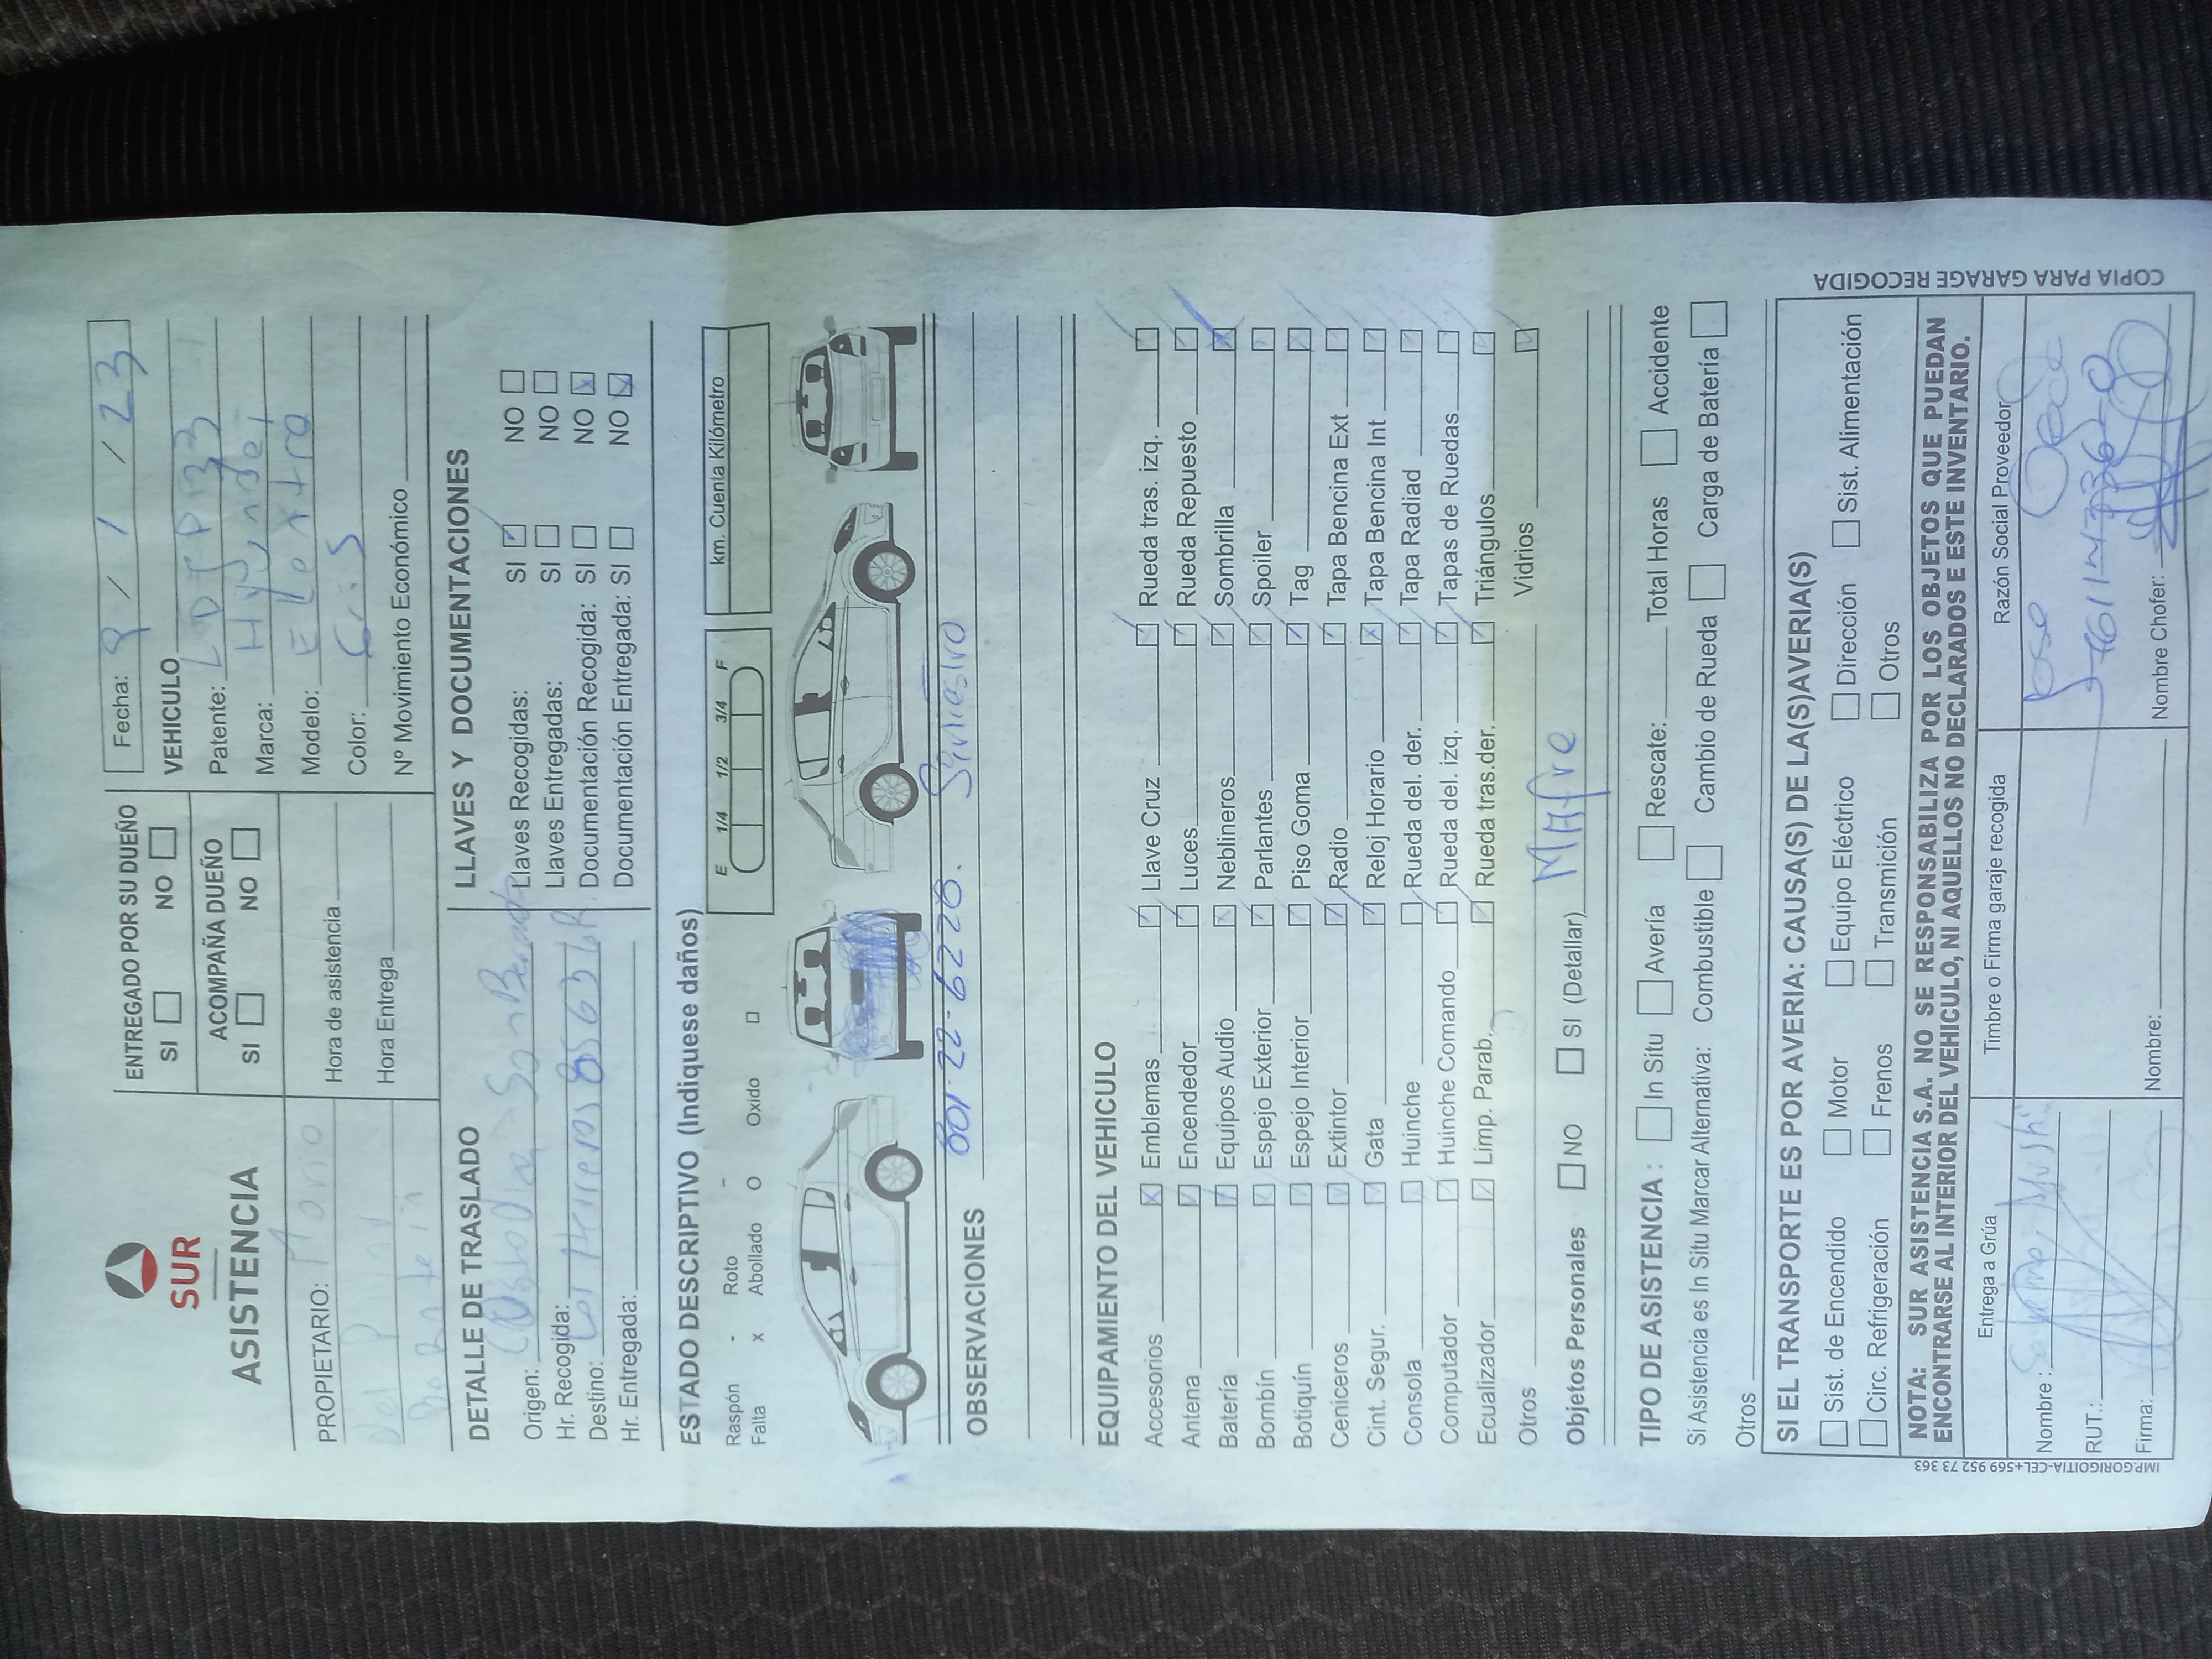 SUR
ASISTENCIA
ENTREGADO POR SU DUEÑO
SI NO
ACOMPAÑA DUEÑO
SI NO
Fecha: 9 / 1 / 23
VEHICULO
Patente:
Marca: Hyundai
Modelo: Elentra
Color: Gris
Nº Movimiento Económico
PROPIETARIO:
Hora de asistencia
Hora Entrega
DETALLE DE TRASLADO
Origen:
Hr. Recogida:
Destino:
Hr. Entregada:
LLAVES Y DOCUMENTACIONES
Llaves Recogidas: SI NO
Llaves Entregadas: SI NO
Documentación Recogida: SI NO
Documentación Entregada: SI NO
ESTADO DESCRIPTIVO (Indiquese daños)
Raspón - Roto -
Falta x Abollado O Oxido □
E 1/4 1/2 3/4 F
km. Cuenta Kilómetro
OBSERVACIONES 001-22-6228. Siniestro
EQUIPAMIENTO DEL VEHICULO
Accesorios Emblemas Llave Cruz Rueda tras. izq.
Antena Encendedor Luces Rueda Repuesto
Batería Equipos Audio Neblineros Sombrilla
Bombín Espejo Exterior Parlantes Spoiler
Botiquín Espejo Interior Piso Goma Tag
Ceniceros Extintor Radio Tapa Bencina Ext
Cint. Segur. Gata Reloj Horario Tapa Bencina Int
Consola Huinche Rueda del. der. Tapa Radiad
Computador Huinche Comando Rueda del. izq. Tapas de Ruedas
Ecualizador Limp. Parab. Rueda tras.der. Triángulos
Otros Vidrios
Objetos Personales NO SI (Detallar) Mafre
TIPO DE ASISTENCIA : In Situ Avería Rescate: Total Horas Accidente
Si Asistencia es In Situ Marcar Alternativa: Combustible Cambio de Rueda Carga de Batería
Otros
SI EL TRANSPORTE ES POR AVERIA: CAUSA(S) DE LA(S)AVERIA(S)
Sist. de Encendido Motor Equipo Eléctrico Dirección Sist. Alimentación
Circ. Refrigeración Frenos Transmición Otros
NOTA: SUR ASISTENCIA S.A. NO SE RESPONSABILIZA POR LOS OBJETOS QUE PUEDAN
ENCONTRARSE AL INTERIOR DEL VEHICULO, NI AQUELLOS NO DECLARADOS E ESTE INVENTARIO.
Entrega a Grúa Timbre o Firma garaje recogida Razón Social Proveedor
Nombre : Jose
RUT.:
Firma: Nombre: Nombre Chofer:
IMP.GORIGOITIA-CEL+569 952 73 363
COPIA PARA GARAGE RECOGIDA